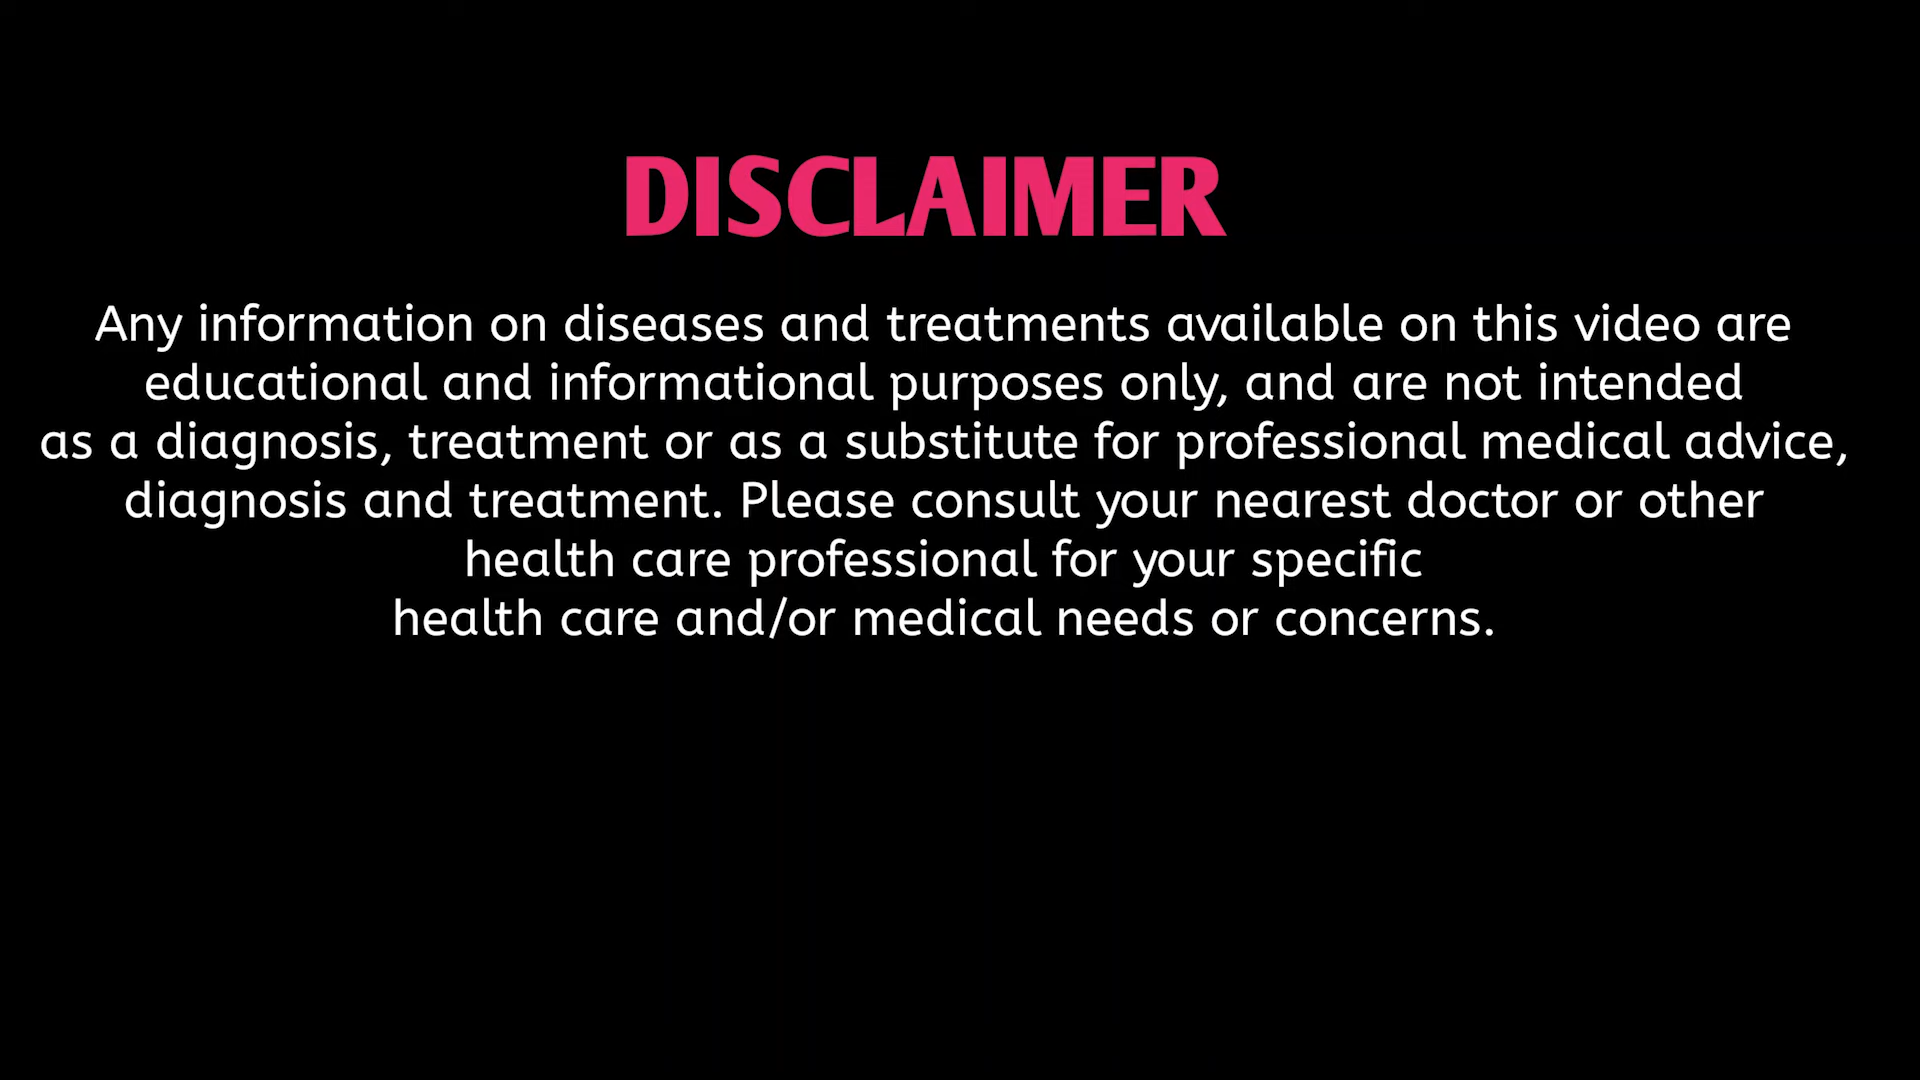 DISCLAIMER
Any information on diseases and treatments available on this video are
educational and informational purposes only, and are not intended
as a diagnosis, treatment or as a substitute for professional medical advice,
diagnosis and treatment. Please consult your nearest doctor or other
health care professional for your specific
health care and/or medical needs or concerns.